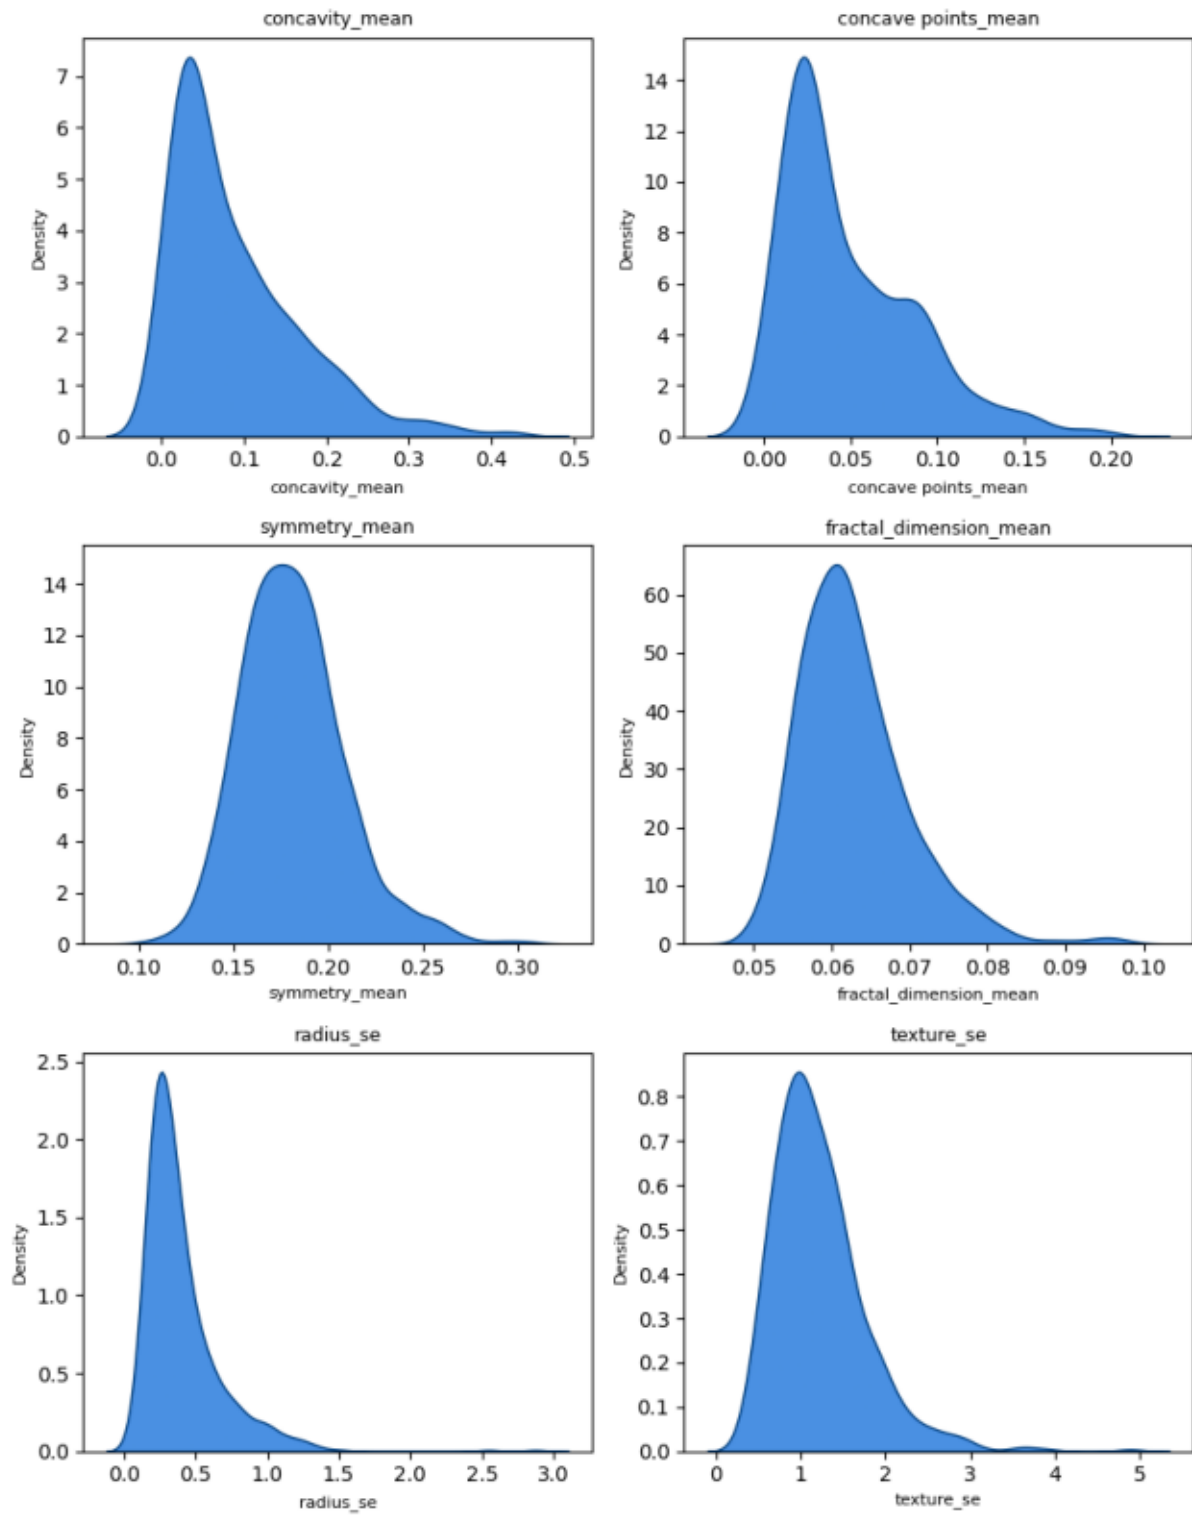 concavity_mean
7
6
5
4
3
2
1
0
Density
0.0 0.1 0.2 0.3 0.4 0.5
concavity_mean
concave points_mean
14
12
10
8
6
4
2
0
Density
0.00 0.05 0.10 0.15 0.20
concave points_mean
symmetry_mean
14
12
10
8
6
4
2
0
Density
0.10 0.15 0.20 0.25 0.30
symmetry_mean
fractal_dimension_mean
60
50
40
30
20
10
0
Density
0.05 0.06 0.07 0.08 0.09 0.10
fractal_dimension_mean
radius_se
2.5
2.0
1.5
1.0
0.5
0.0
Density
0.0 0.5 1.0 1.5 2.0 2.5 3.0
radius_se
texture_se
0.8
0.7
0.6
0.5
0.4
0.3
0.2
0.1
0.0
Density
0 1 2 3 4 5
texture_se